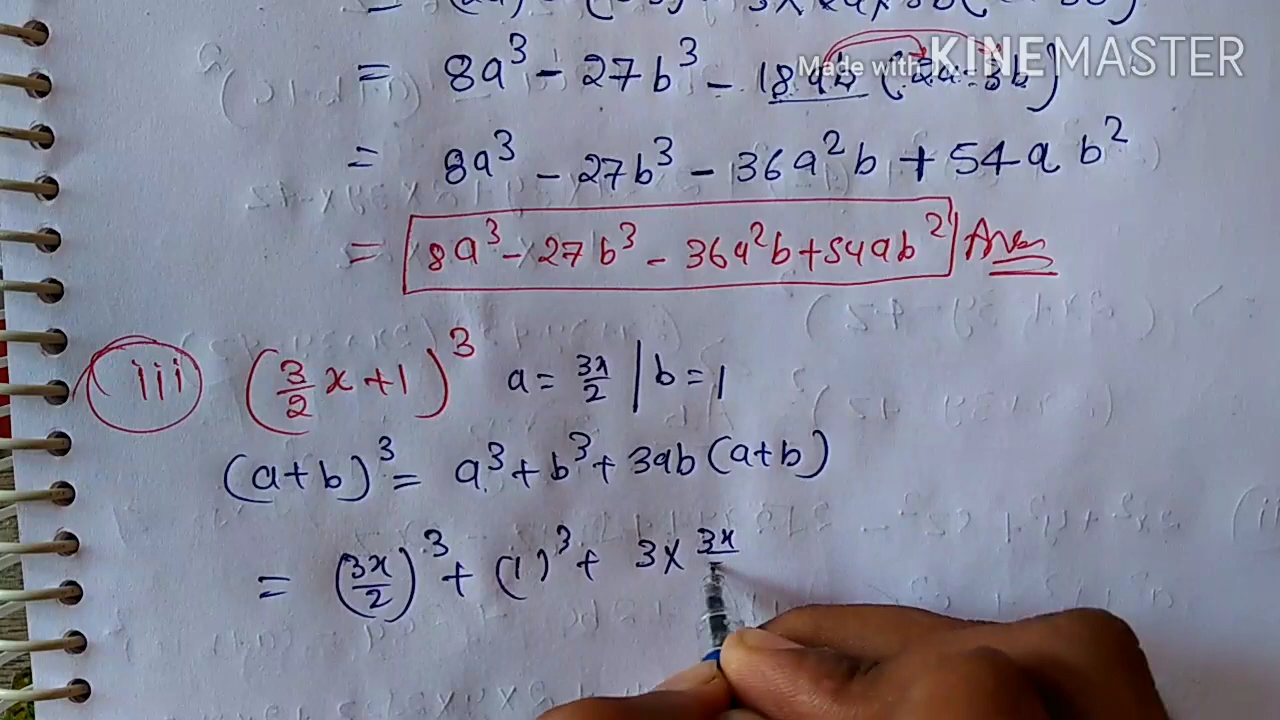 = 8a³ - 27b³ - 18ab (2a-3b)
Made with KINEMASTER
= 8a³ - 27b³ - 36a²b + 54ab²
= 8a³ - 27b³ - 36a²b + 54ab² Ans
iii (3/2 x + 1)³ a = 3x/2 | b = 1
(a+b)³ = a³ + b³ + 3ab (a+b)
= (3x/2)³ + (1)³ + 3 × 3x